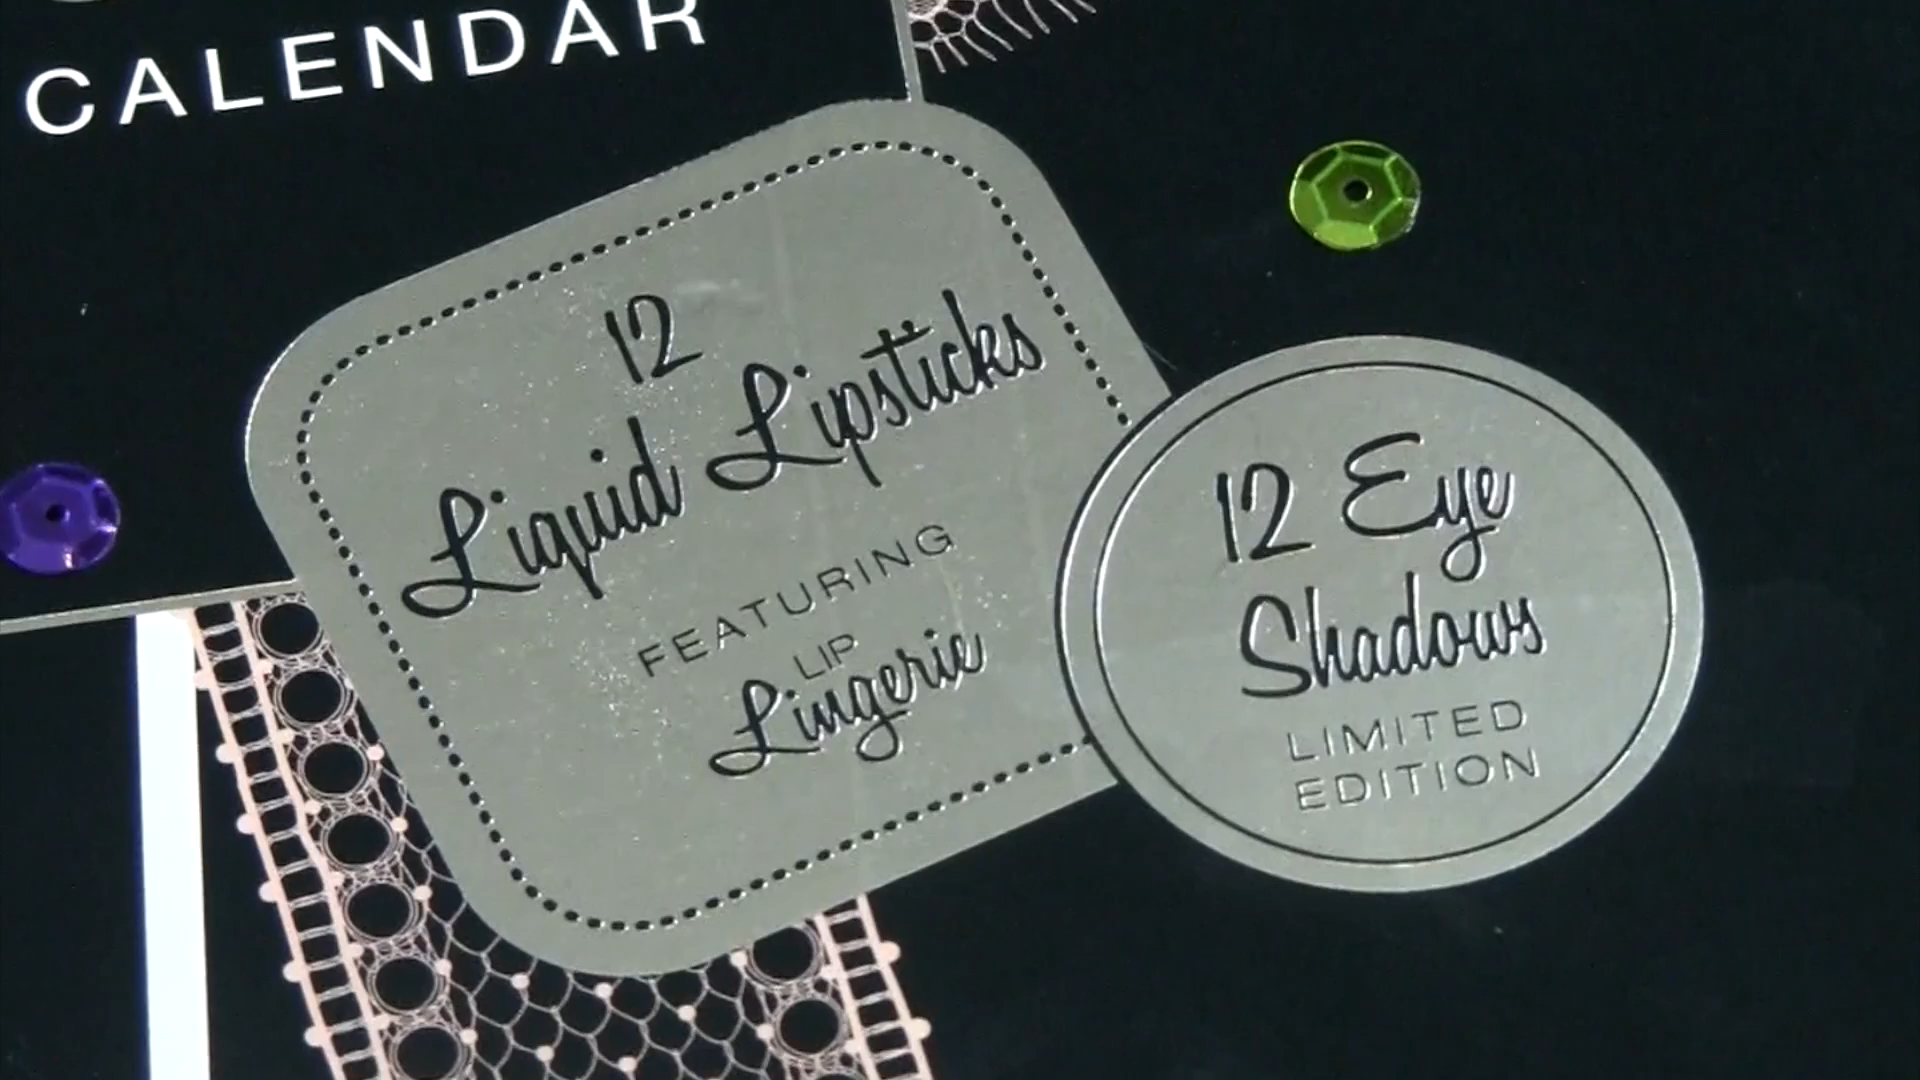 CALENDAR
12
Liquid Lipsticks
FEATURING
LIP
Lingerie
12 Eye
Shadows
LIMITED
EDITION